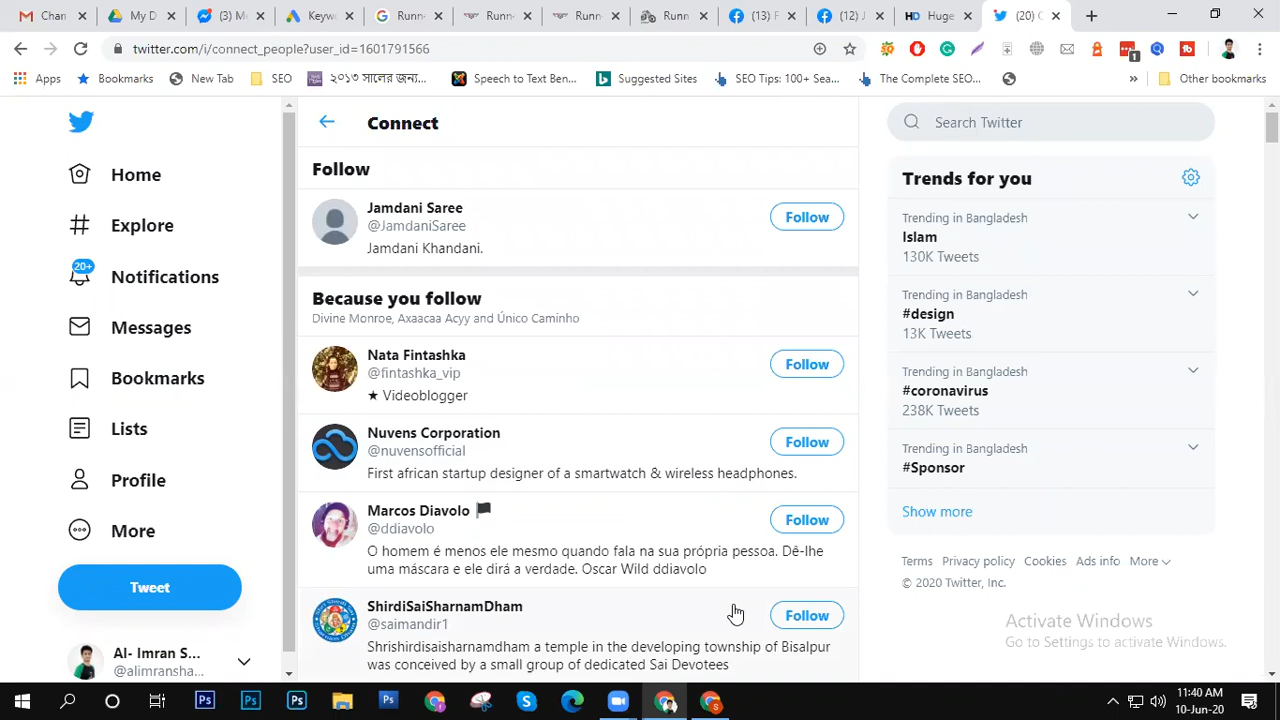 Chan
My D
(3) M
Keyw
Runn
Runn
Runn
Runn
(13) F
(12) J
HD Huge
(20) C
twitter.com/i/connect_people?user_id=1601791566
1
Apps
Bookmarks
New Tab
SEO
২০১৩ সালের জন্য...
Speech to Text Ben...
Suggested Sites
SEO Tips: 100+ Sea...
The Complete SEO...
»
Other bookmarks
Home
Explore
20+
Notifications
Messages
Bookmarks
Lists
Profile
More
Tweet
Al- Imran S...
@alimransha...
Connect
Follow
Jamdani Saree
@JamdaniSaree
Follow
Jamdani Khandani.
Because you follow
Divine Monroe, Axaacaa Acyy and Único Caminho
Nata Fintashka
@fintashka_vip
Follow
★ Videoblogger
Nuvens Corporation
@nuvensofficial
Follow
First african startup designer of a smartwatch & wireless headphones.
Marcos Diavolo
@ddiavolo
Follow
O homem é menos ele mesmo quando fala na sua própria pessoa. Dê-lhe
uma máscara e ele dirá a verdade. Oscar Wild ddiavolo
ShirdiSaiSharnamDham
@saimandir1
Follow
Shrishirdisaisharnamdham a temple in the developing township of Bisalpur
was conceived by a small group of dedicated Sai Devotees
Search Twitter
Trends for you
Trending in Bangladesh
Islam
130K Tweets
Trending in Bangladesh
#design
13K Tweets
Trending in Bangladesh
#coronavirus
238K Tweets
Trending in Bangladesh
#Sponsor
Show more
Terms Privacy policy Cookies Ads info More
© 2020 Twitter, Inc.
Activate Windows
Go to Settings to activate Windows.
11:40 AM
10-Jun-20